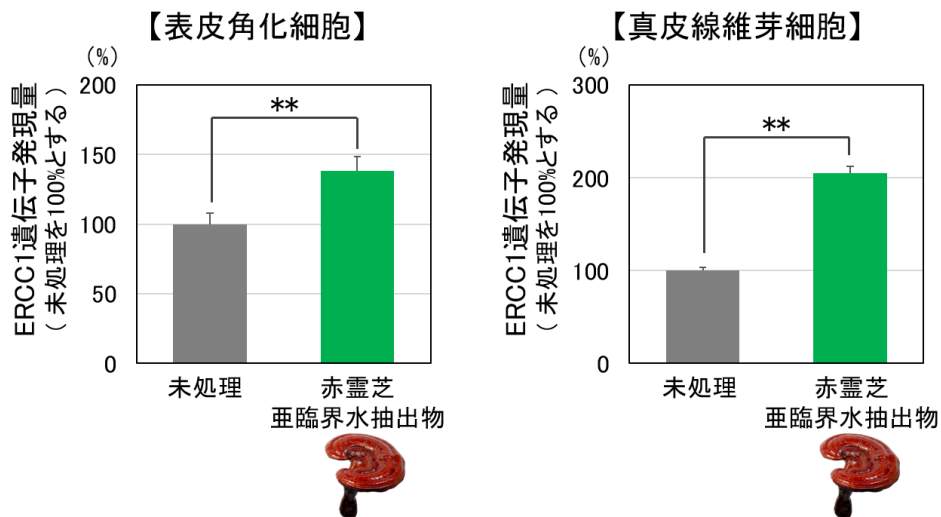 【表皮角化細胞】
(%)
ERCC1遺伝子発現量
(未処理を100%とする)
200
150
100
50
0
**
未処理
赤霊芝
亜臨界水抽出物
【真皮線維芽細胞】
(%)
ERCC1遺伝子発現量
(未処理を100%とする)
300
200
100
0
**
未処理
赤霊芝
亜臨界水抽出物